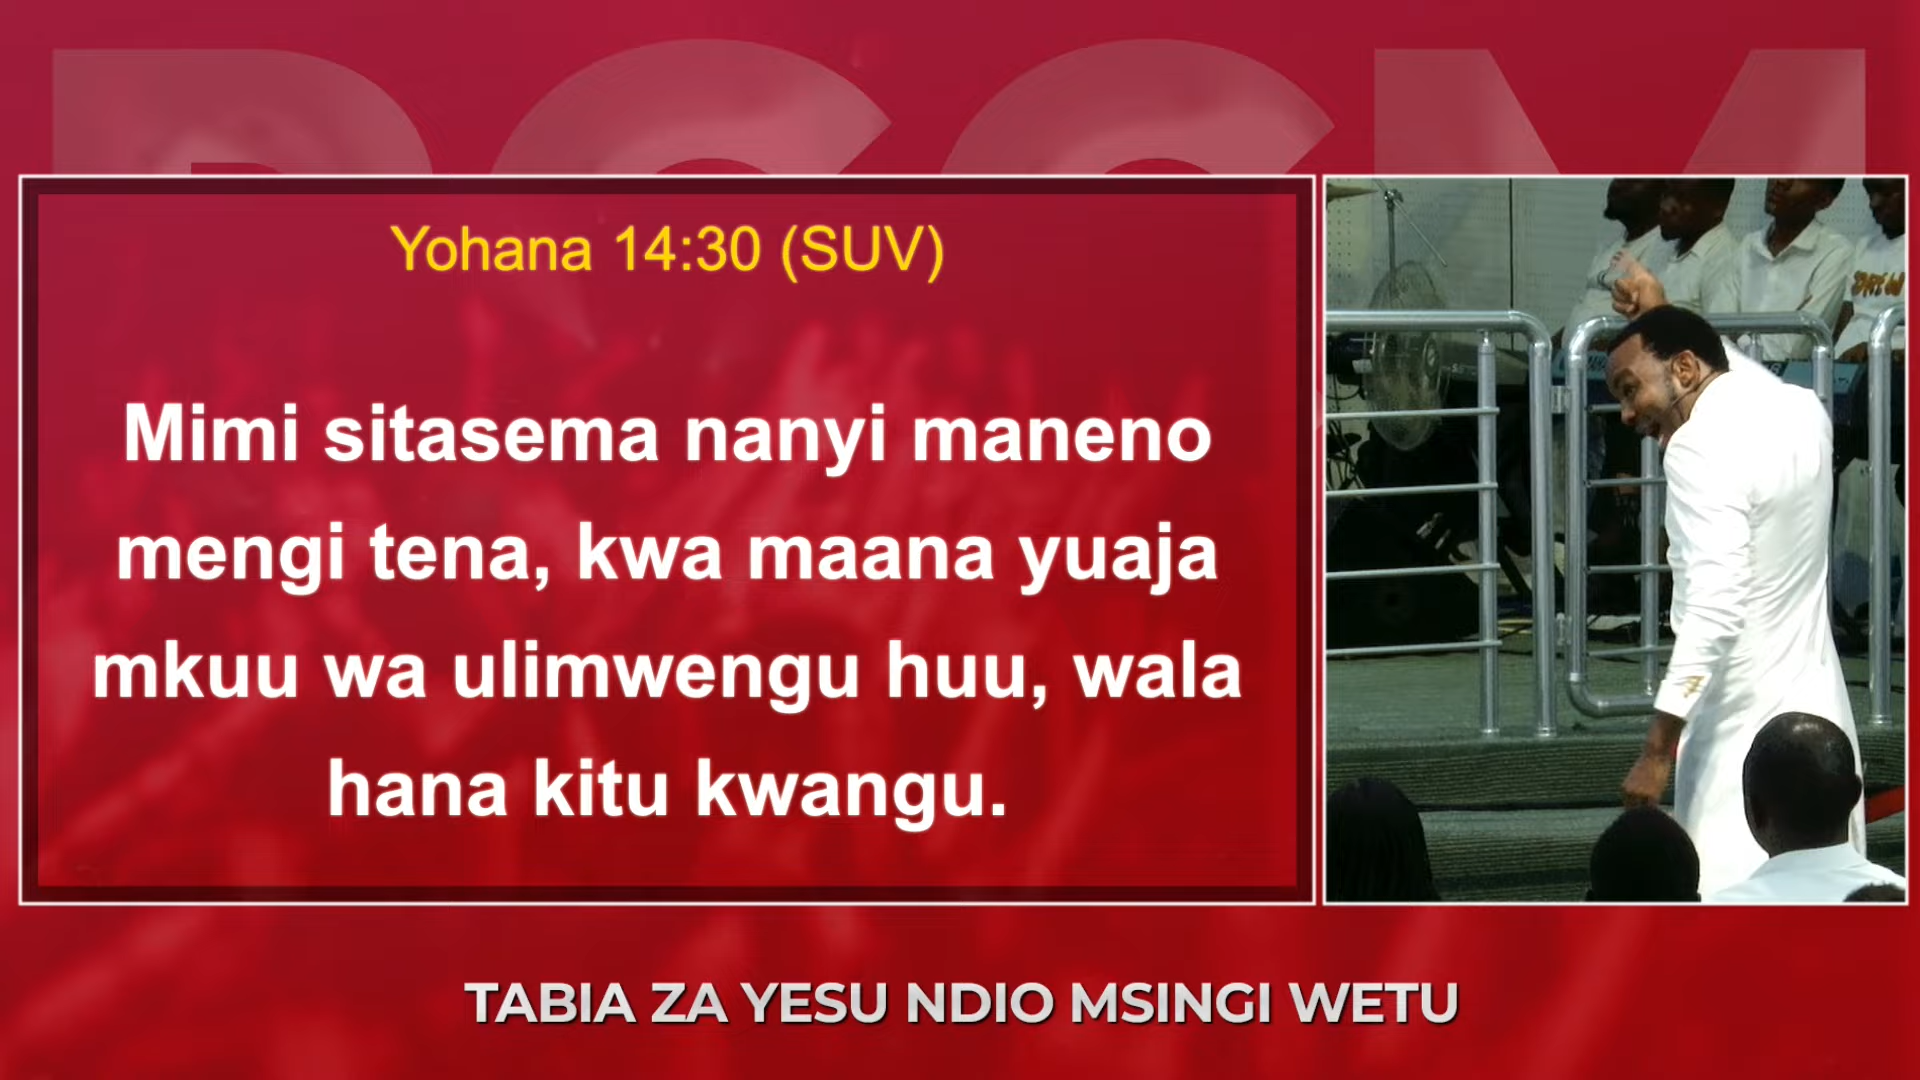 Yohana 14:30 (SUV)
Mimi sitasema nanyi maneno
mengi tena, kwa maana yuaja
mkuu wa ulimwengu huu, wala
hana kitu kwangu.
TABIA ZA YESU NDIO MSINGI WETU